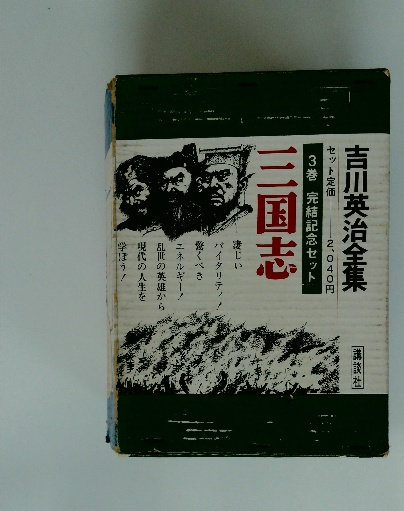 吉川英治全集
セット定価──2,040円
3巻 完結記念セット
三国志
凄じい
バイタリティ！
驚くべき
エネルギー！
乱世の英雄から
現代の人生を
学ぼう！
講談社